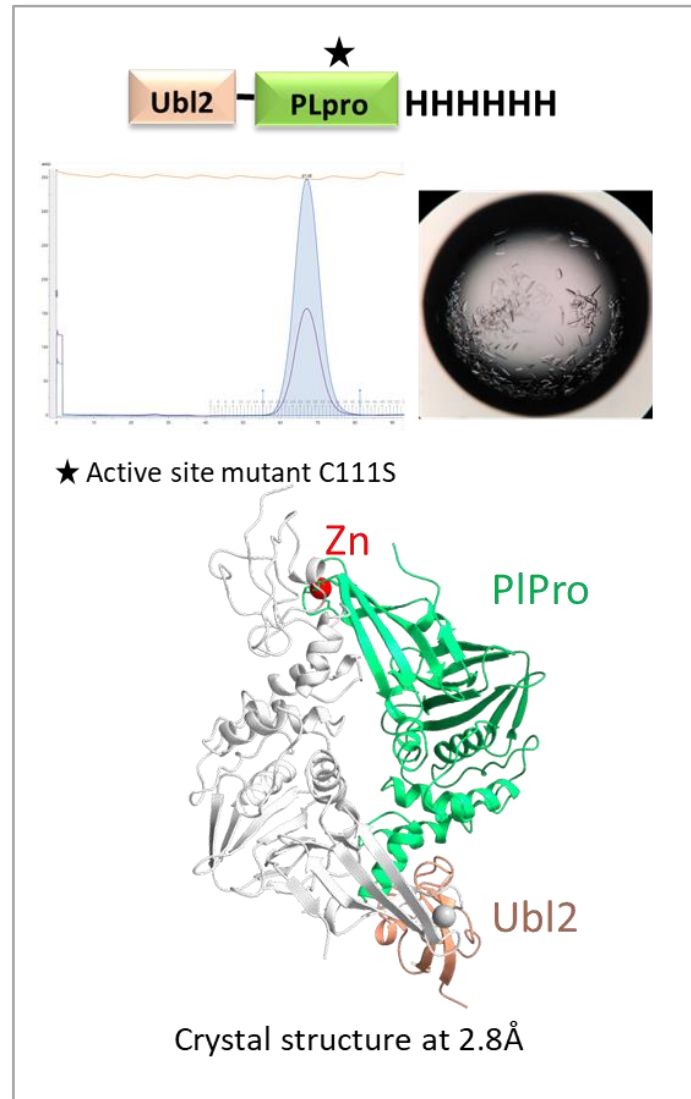 ★
Ubl2 - PLpro HHHHHH
★ Active site mutant C111S
Zn
PlPro
Ubl2
Crystal structure at 2.8Å